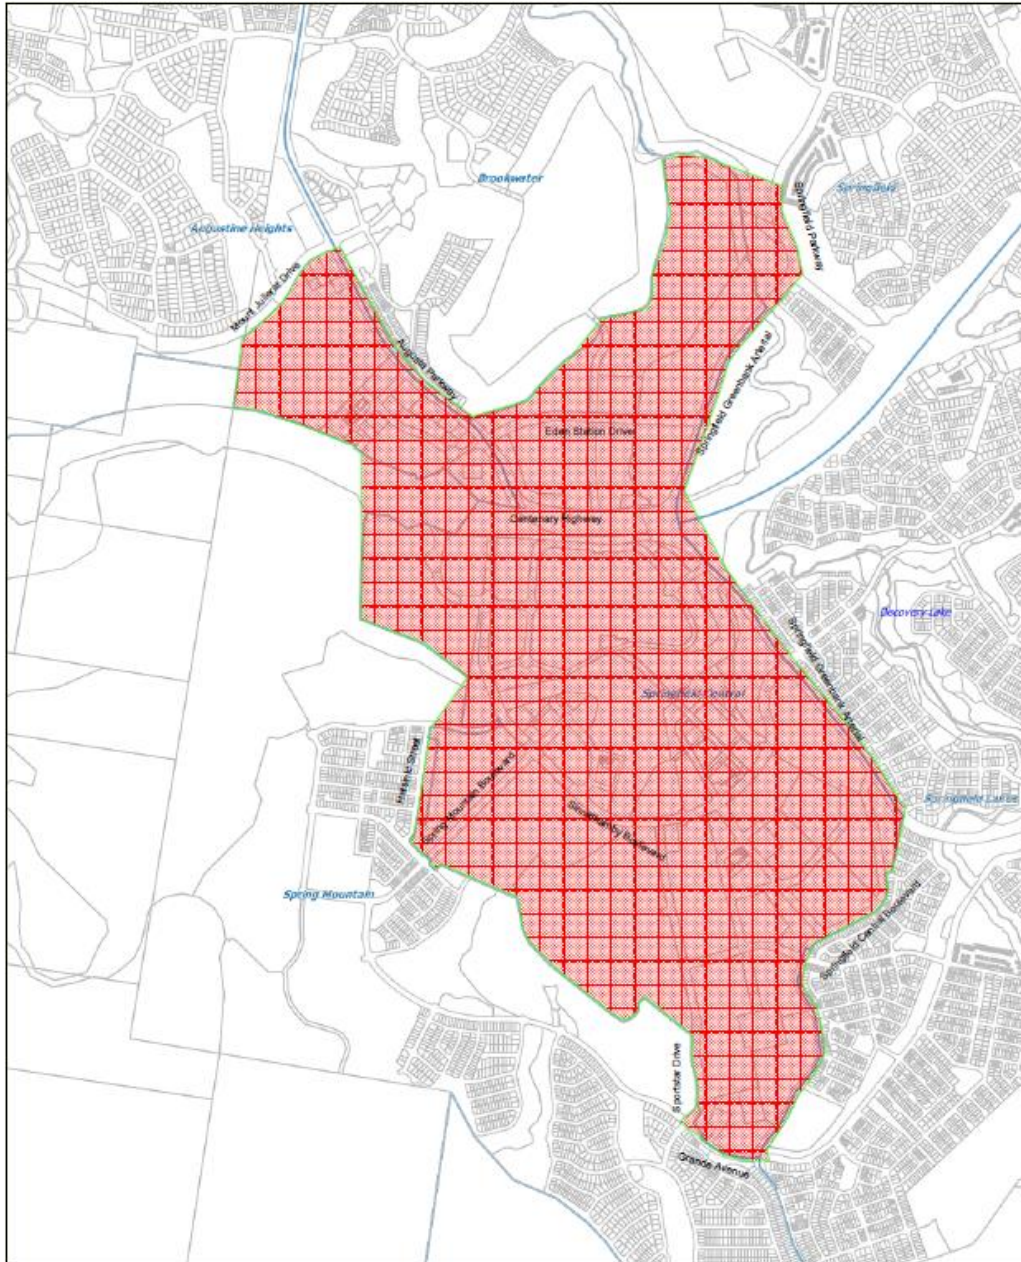 Brookwater
Springfield
Springfield Parkway
Augustine Heights
Mount Juillerat Drive
Augusta Parkway
Springfield Greenbank Arterial
Eden Station Drive
Centenary Highway
Discovery Lake
Springfield Greenbank Arterial
Springfield Central
Spring Mountain Boulevard
Sinnathamby Boulevard
Springfield Lakes
Spring Mountain
Springfield Central Boulevard
Sportstar Drive
Grande Avenue